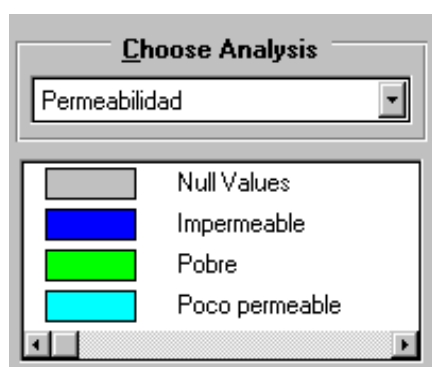 Choose Analysis
Permeabilidad
Null Values
Impermeable
Pobre
Poco permeable